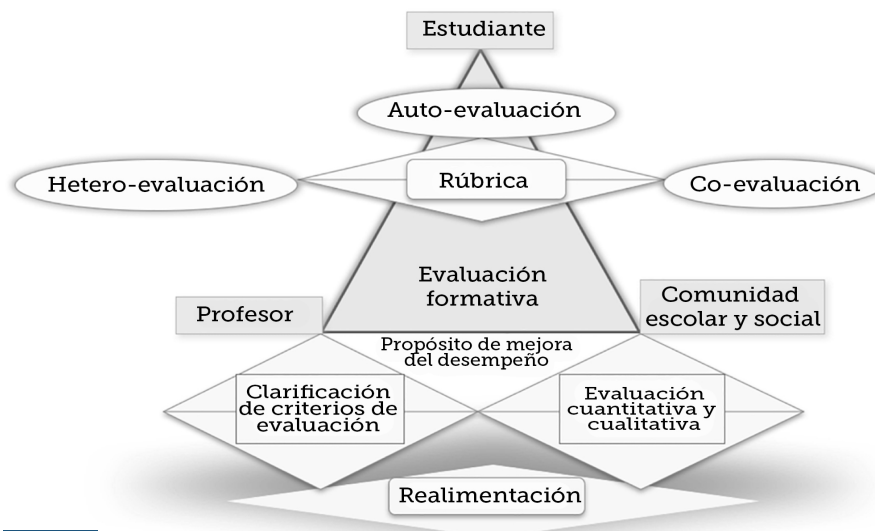 Estudiante
Auto-evaluación
Hetero-evaluación
Rúbrica
Co-evaluación
Evaluación
formativa
Profesor
Comunidad
escolar y social
Propósito de mejora
del desempeño
Clarificación
de criterios de
evaluación
Evaluación
cuantitativa y
cualitativa
Realimentación